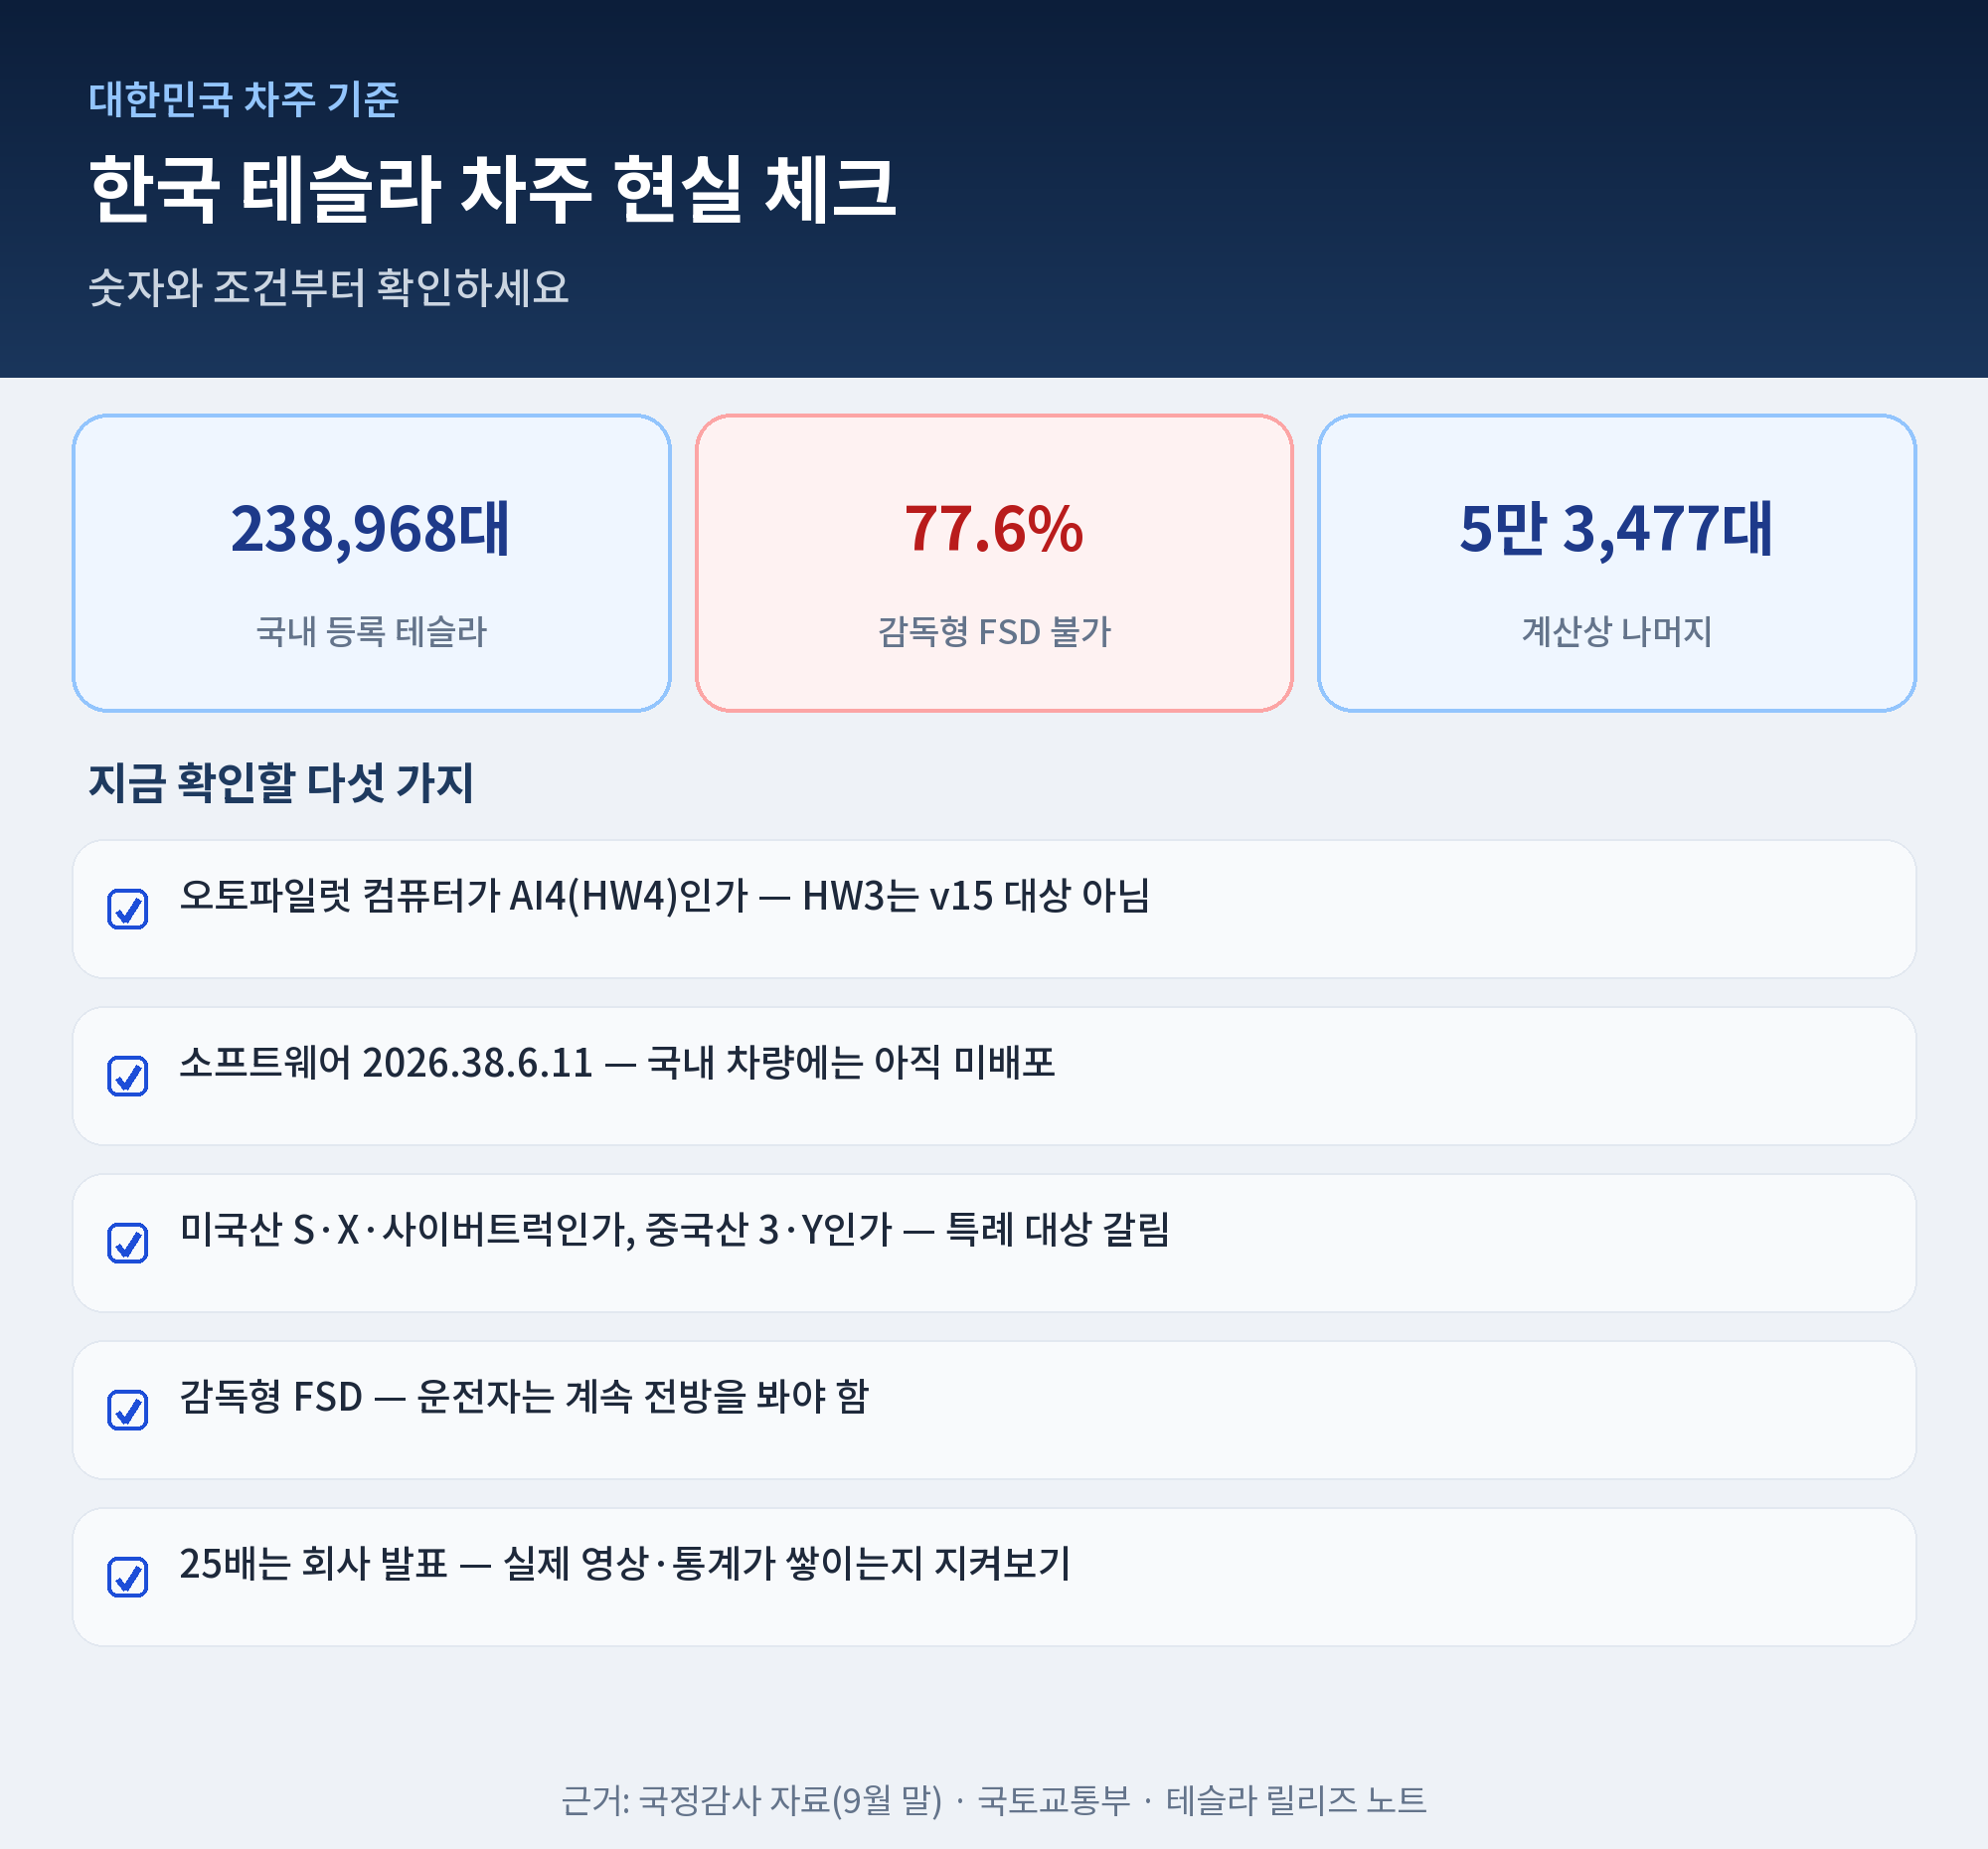 대한민국 차주 기준
한국 테슬라 차주 현실 체크
숫자와 조건부터 확인하세요
238,968대
국내 등록 테슬라
77.6%
감독형 FSD 불가
5만 3,477대
계산상 나머지
지금 확인할 다섯 가지
오토파일럿 컴퓨터가 AI4(HW4)인가 — HW3는 v15 대상 아님
소프트웨어 2026.38.6.11 — 국내 차량에는 아직 미배포
미국산 S·X·사이버트럭인가, 중국산 3·Y인가 — 특례 대상 갈림
감독형 FSD — 운전자는 계속 전방을 봐야 함
25배는 회사 발표 — 실제 영상·통계가 쌓이는지 지켜보기
근거: 국정감사 자료(9월 말) · 국토교통부 · 테슬라 릴리즈 노트